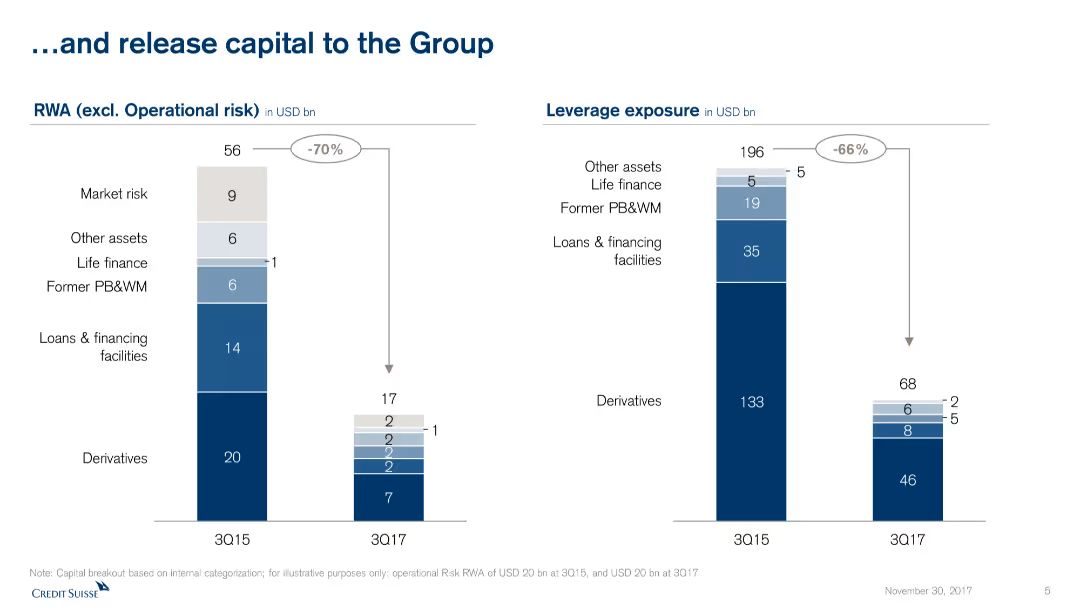 …and release capital to the Group
RWA (excl. Operational risk) in USD bn
56
-70%
Market risk
9
Other assets
6
Life finance
1
Former PB&WM
6
Loans & financing
facilities
14
Derivatives
20
17
2
1
2
2
2
7
3Q15
3Q17
Leverage exposure in USD bn
196
-66%
Other assets
5
Life finance
5
Former PB&WM
19
Loans & financing
facilities
35
Derivatives
133
68
2
6
5
8
46
3Q15
3Q17
Note: Capital breakout based on internal categorization; for illustrative purposes only: operational Risk RWA of USD 20 bn at 3Q15, and USD 20 bn at 3Q17
CREDIT SUISSE
November 30, 2017
5